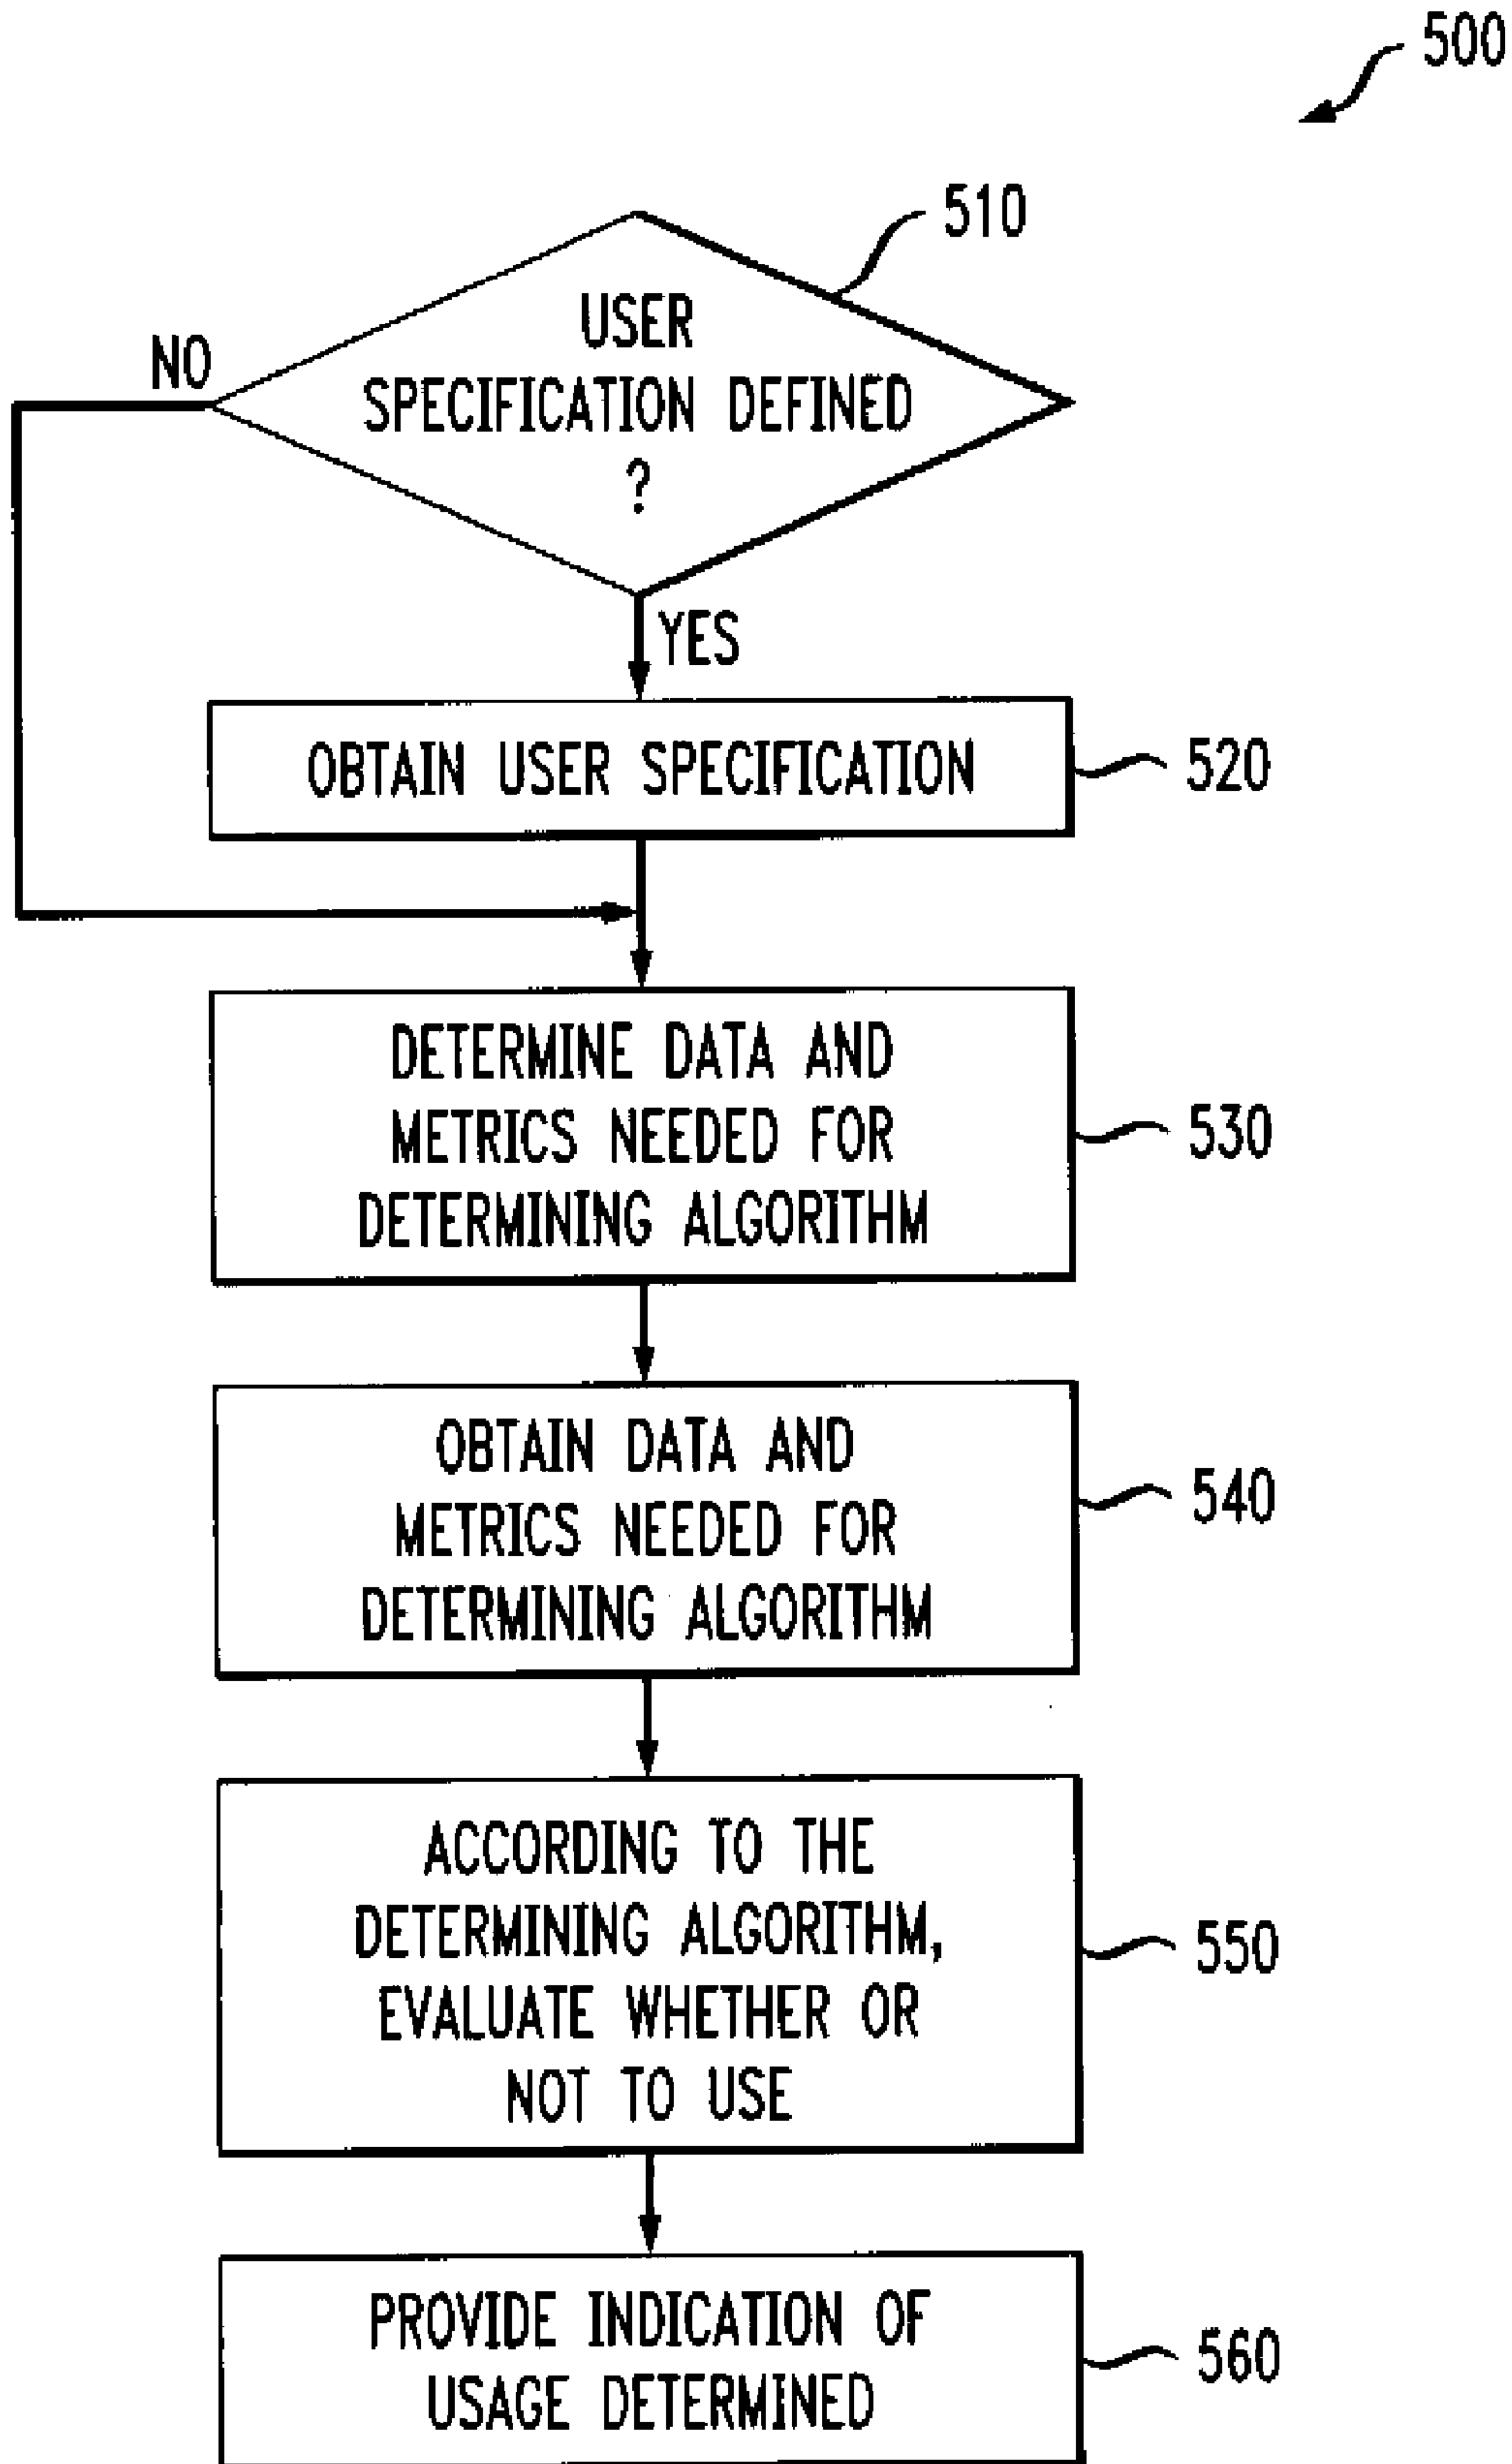 500
510
USER
SPECIFICATION DEFINED
?
NO
YES
OBTAIN USER SPECIFICATION
520
DETERMINE DATA AND
METRICS NEEDED FOR
DETERMINING ALGORITHM
530
OBTAIN DATA AND
METRICS NEEDED FOR
DETERMINING ALGORITHM
540
ACCORDING TO THE
DETERMINING ALGORITHM,
EVALUATE WHETHER OR
NOT TO USE
550
PROVIDE INDICATION OF
USAGE DETERMINED
560